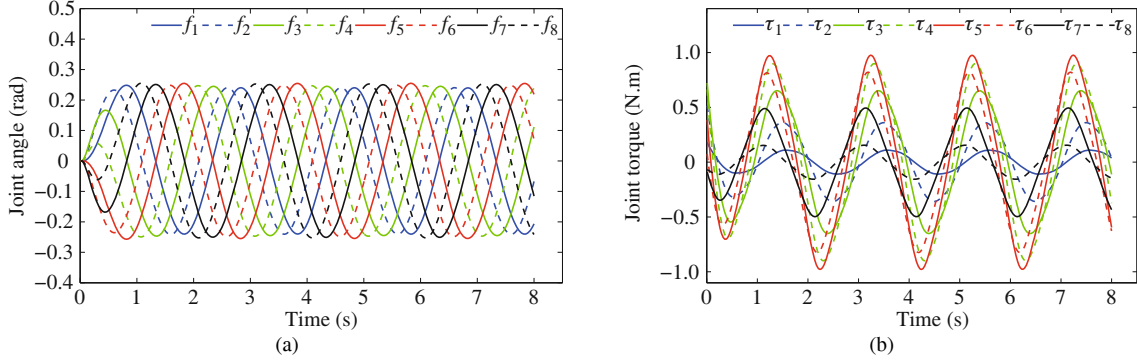 f1 f2 f3 f4 f5 f6 f7 f8
0.5
0.4
0.3
0.2
0.1
0
−0.1
−0.2
−0.3
0.4
Joint angle (rad)
0 1 2 3 4 5 6 7 8
Time (s)
(a)
τ1 τ2 τ3 τ4 τ5 τ6 τ7 τ8
1.0
0.5
0
−0.5
−1.0
Joint torque (N.m)
0 1 2 3 4 5 6 7 8
Time (s)
(b)